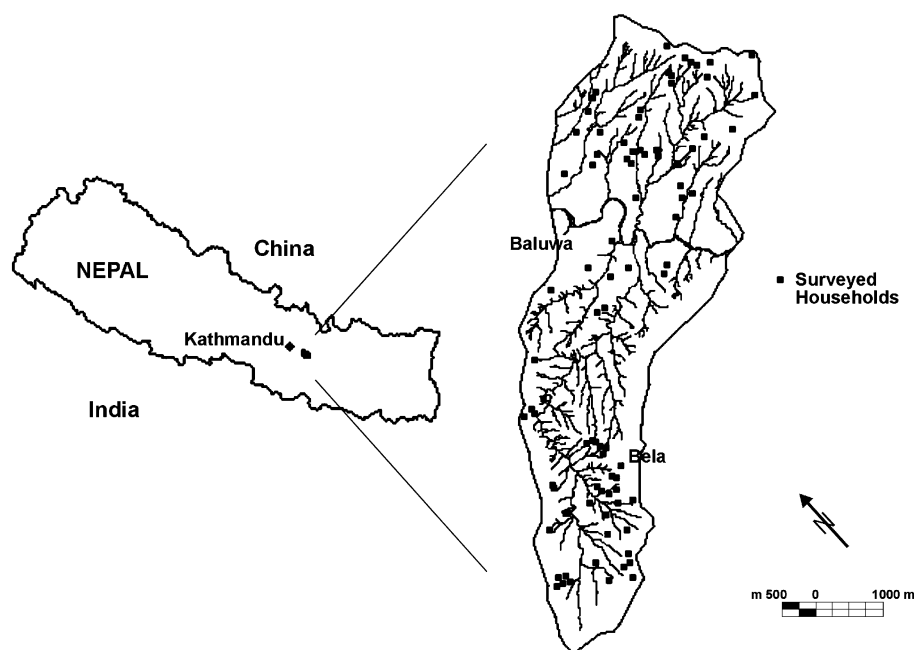 China
NEPAL
Kathmandu
India
Baluwa
Surveyed
Households
Bela
N
m 500 0 1000 m